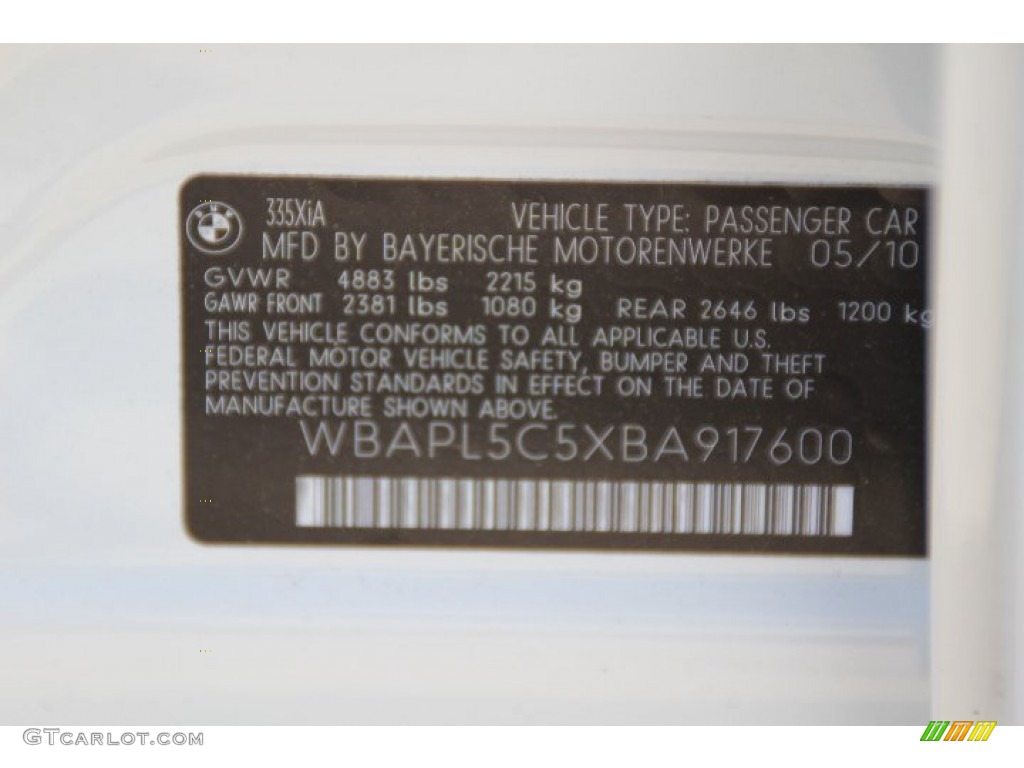 335XiA VEHICLE TYPE: PASSENGER CAR
MFD BY BAYERISCHE MOTORENWERKE 05/10
GVWR 4883 lbs 2215 kg
GAWR FRONT 2381 lbs 1080 kg REAR 2646 lbs 1200 kg
THIS VEHICLE CONFORMS TO ALL APPLICABLE U.S.
FEDERAL MOTOR VEHICLE SAFETY, BUMPER AND THEFT
PREVENTION STANDARDS IN EFFECT ON THE DATE OF
MANUFACTURE SHOWN ABOVE.
WBAPL5C5XBA917600
GTCARLOT.COM